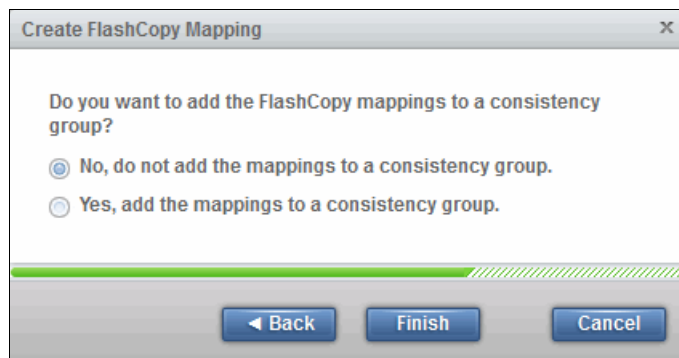 Create FlashCopy Mapping x
Do you want to add the FlashCopy mappings to a consistency
group?
No, do not add the mappings to a consistency group.
Yes, add the mappings to a consistency group.
◄ Back Finish Cancel